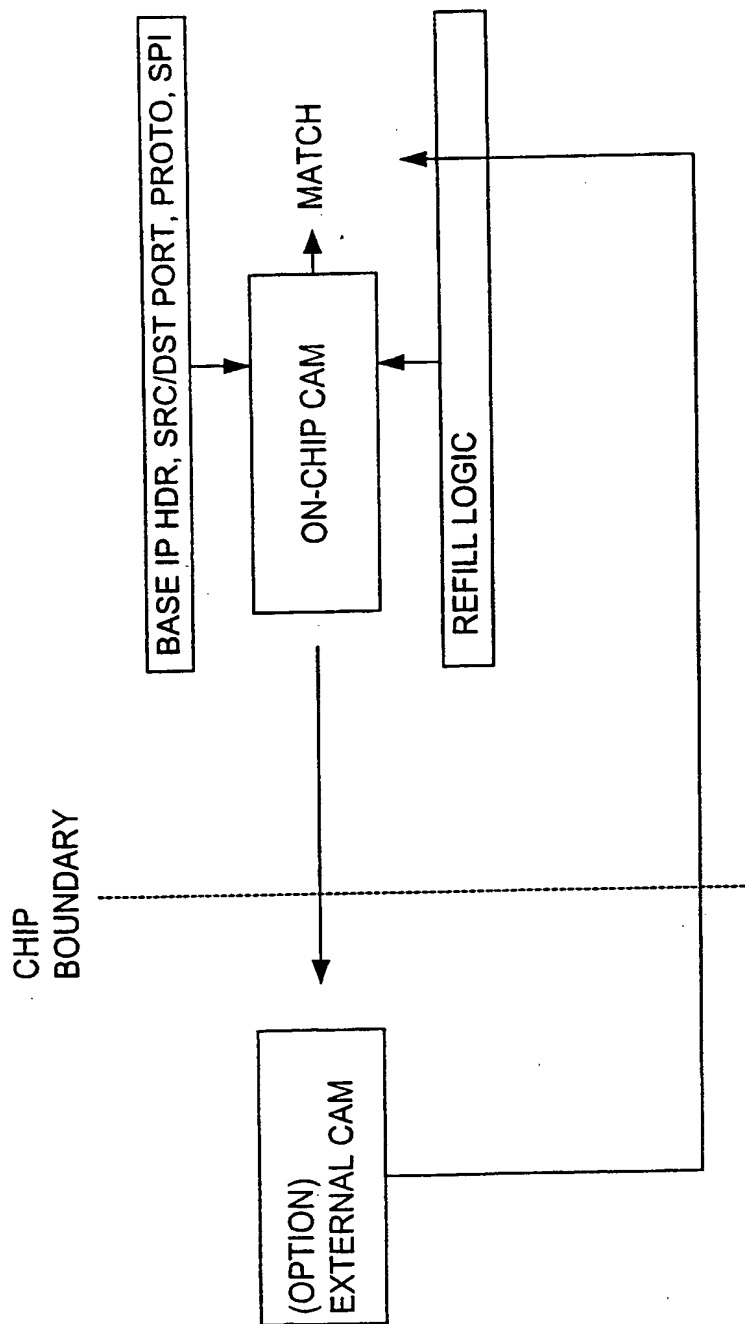 CHIP
BOUNDARY
BASE IP HDR, SRC/DST PORT, PROTO, SPI
(OPTION)
EXTERNAL CAM
ON-CHIP CAM
MATCH
REFILL LOGIC